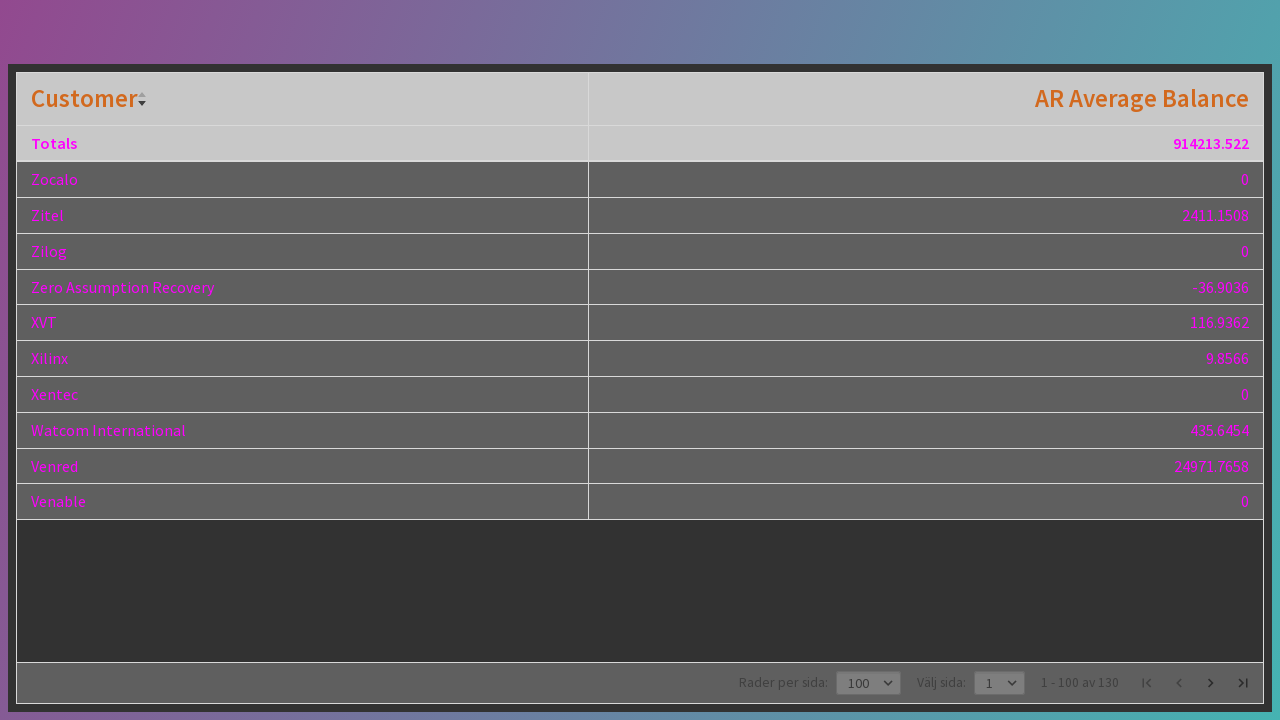 Customer AR Average Balance
Totals 914213.522
Zocalo 0
Zitel 2411.1508
Zilog 0
Zero Assumption Recovery -36.9036
XVT 116.9362
Xilinx 9.8566
Xentec 0
Watcom International 435.6454
Venred 24971.7658
Venable 0
Rader per sida: 100 Välj sida: 1 1 - 100 av 130